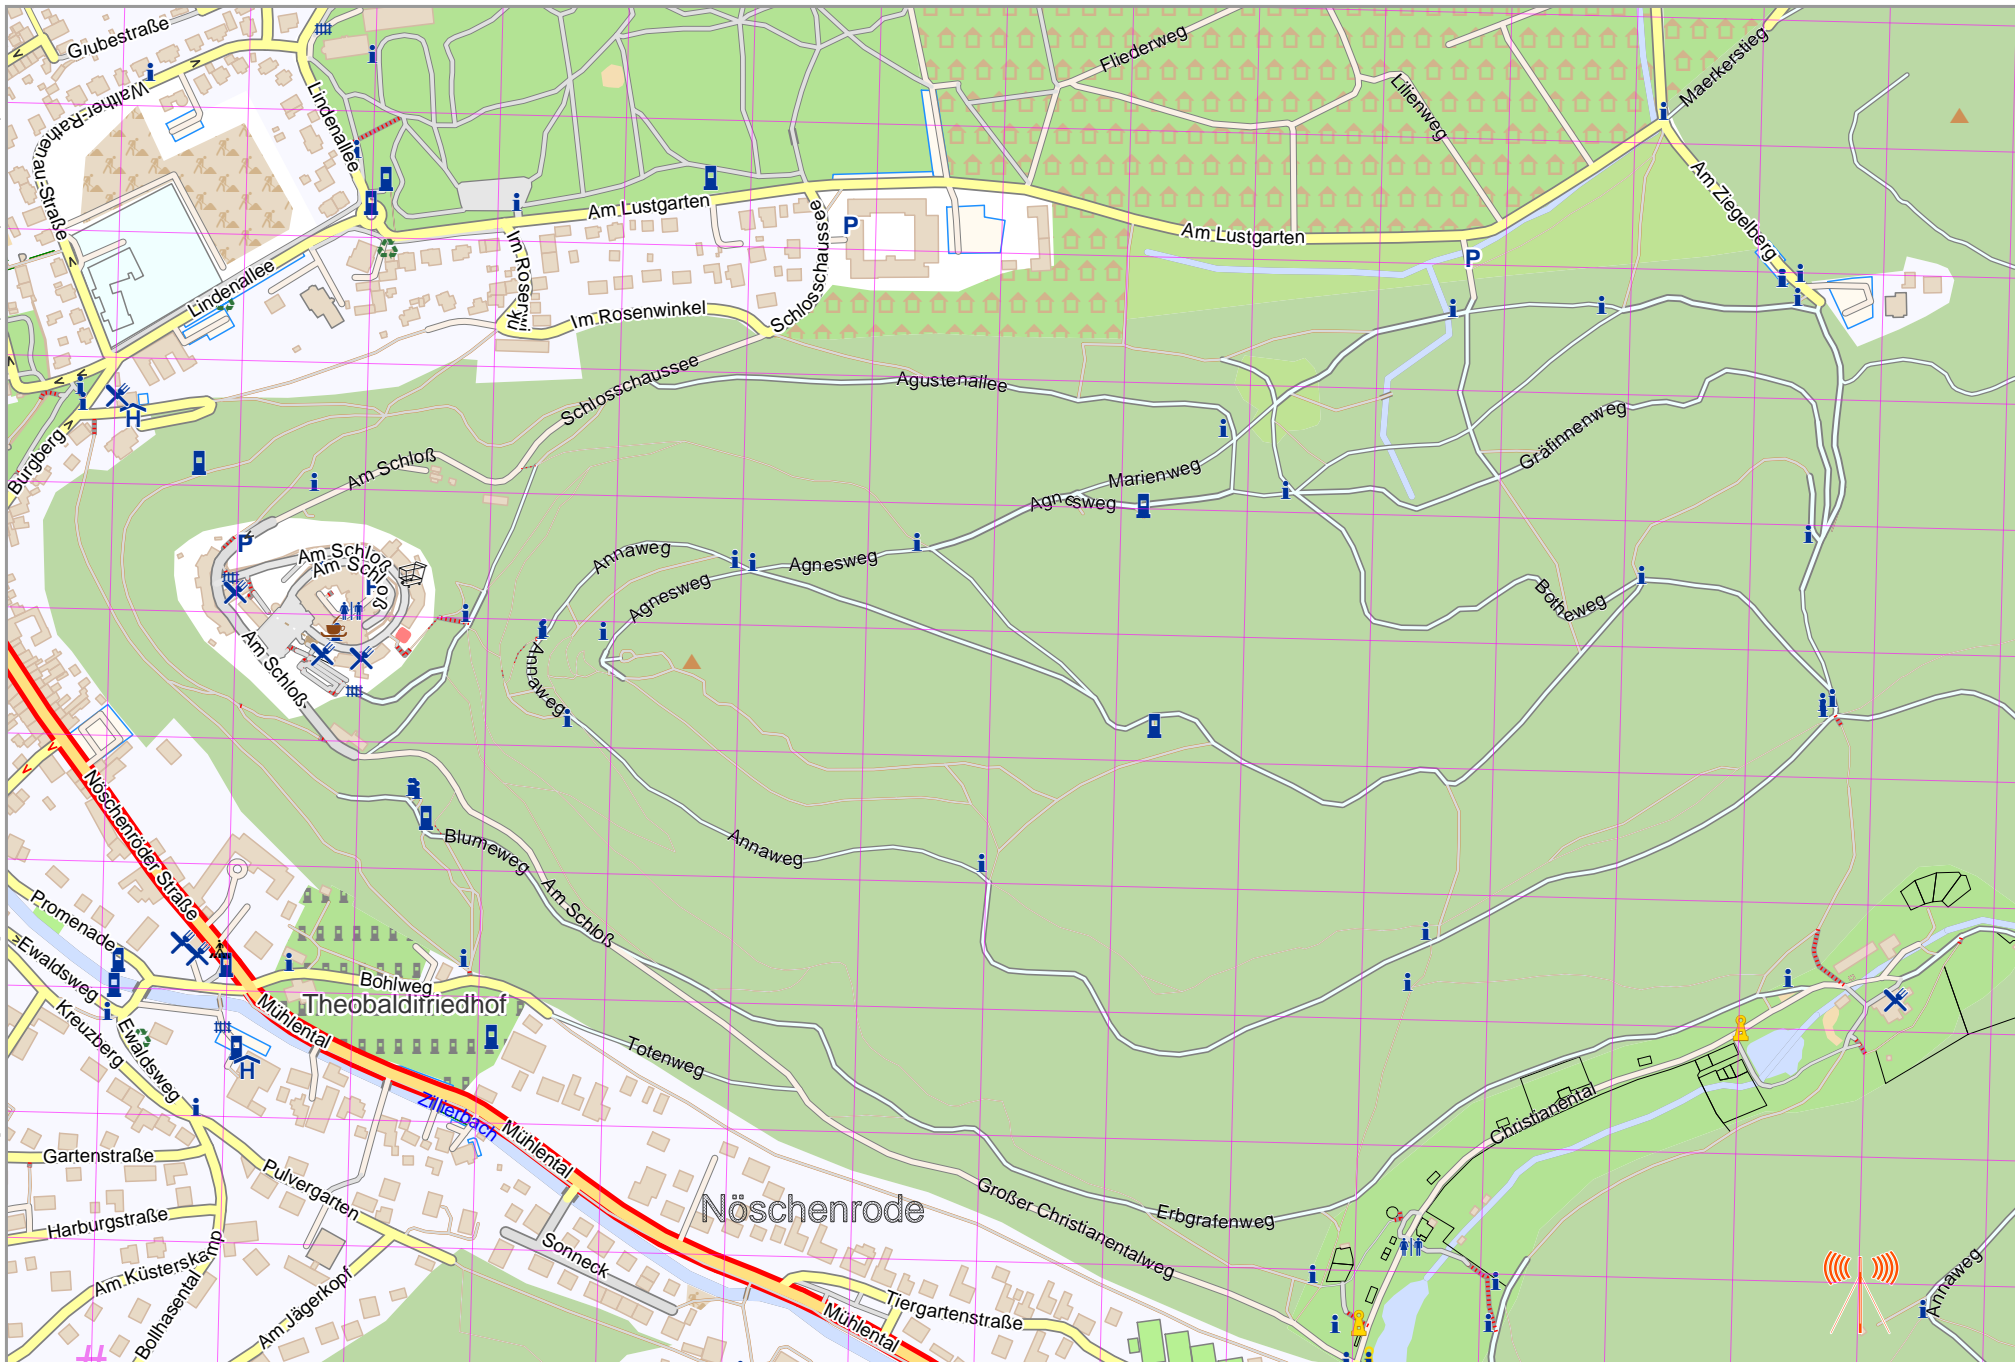 Grubestraße
Walther-Rathenau-Straße
Lindenallee
Fliederweg
Lilienweg
Maerkerstieg
Am Ziegelberg
Am Lustgarten
Am Lustgarten
P
P
Schlosschaussee
Im Rosenwinkel
Im Rosenwi
nk
Lindenallee
Schlosschaussee
Agustenallee
H
Burgberg
Am Schloß
Marienweg
Agnesweg
Gräfinnenweg
P
Am Schloß
Am Schloß
P
Annaweg
Agnesweg
Agnesweg
Botheweg
Am Schloß
Annaweg
Nöschenröder Straße
Blumeweg
Annaweg
Am Schloß
Promenade
Ewaldsweg
Kreuzberg
Ewaldsweg
Bohlweg
Theobaldifriedhof
Mühlental
H
Totenweg
Zillierbach
Mühlental
Christianental
Gartenstraße
Pulvergarten
Harburgstraße
Nöschenrode
Großer Christianentalweg
Erbgrafenweg
Am Küsterskamp
Bollhasental
Am Jägerkopf
Sonneck
Mühlental
Tiergartenstraße
Annaweg